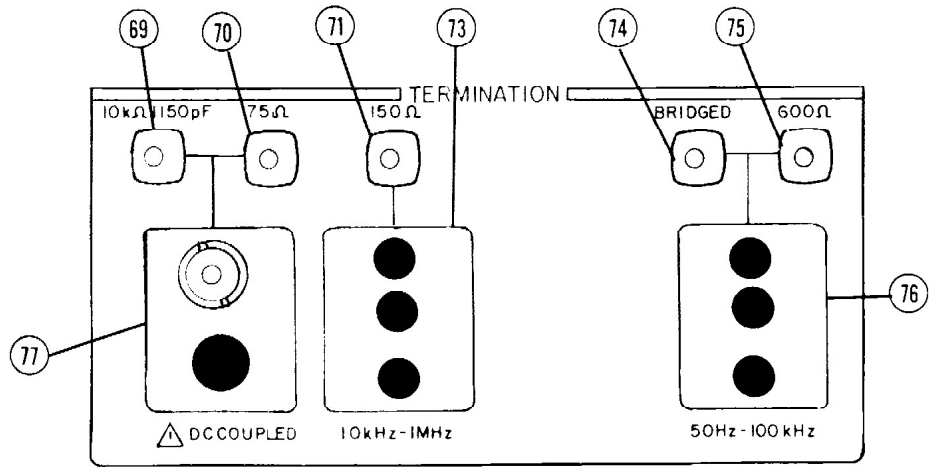 69 70 71 73 74 75
TERMINATION
10kΩ 1150pF 75Ω 150Ω BRIDGED 600Ω
77
76
DC COUPLED 10kHz-1MHz 50Hz-100kHz